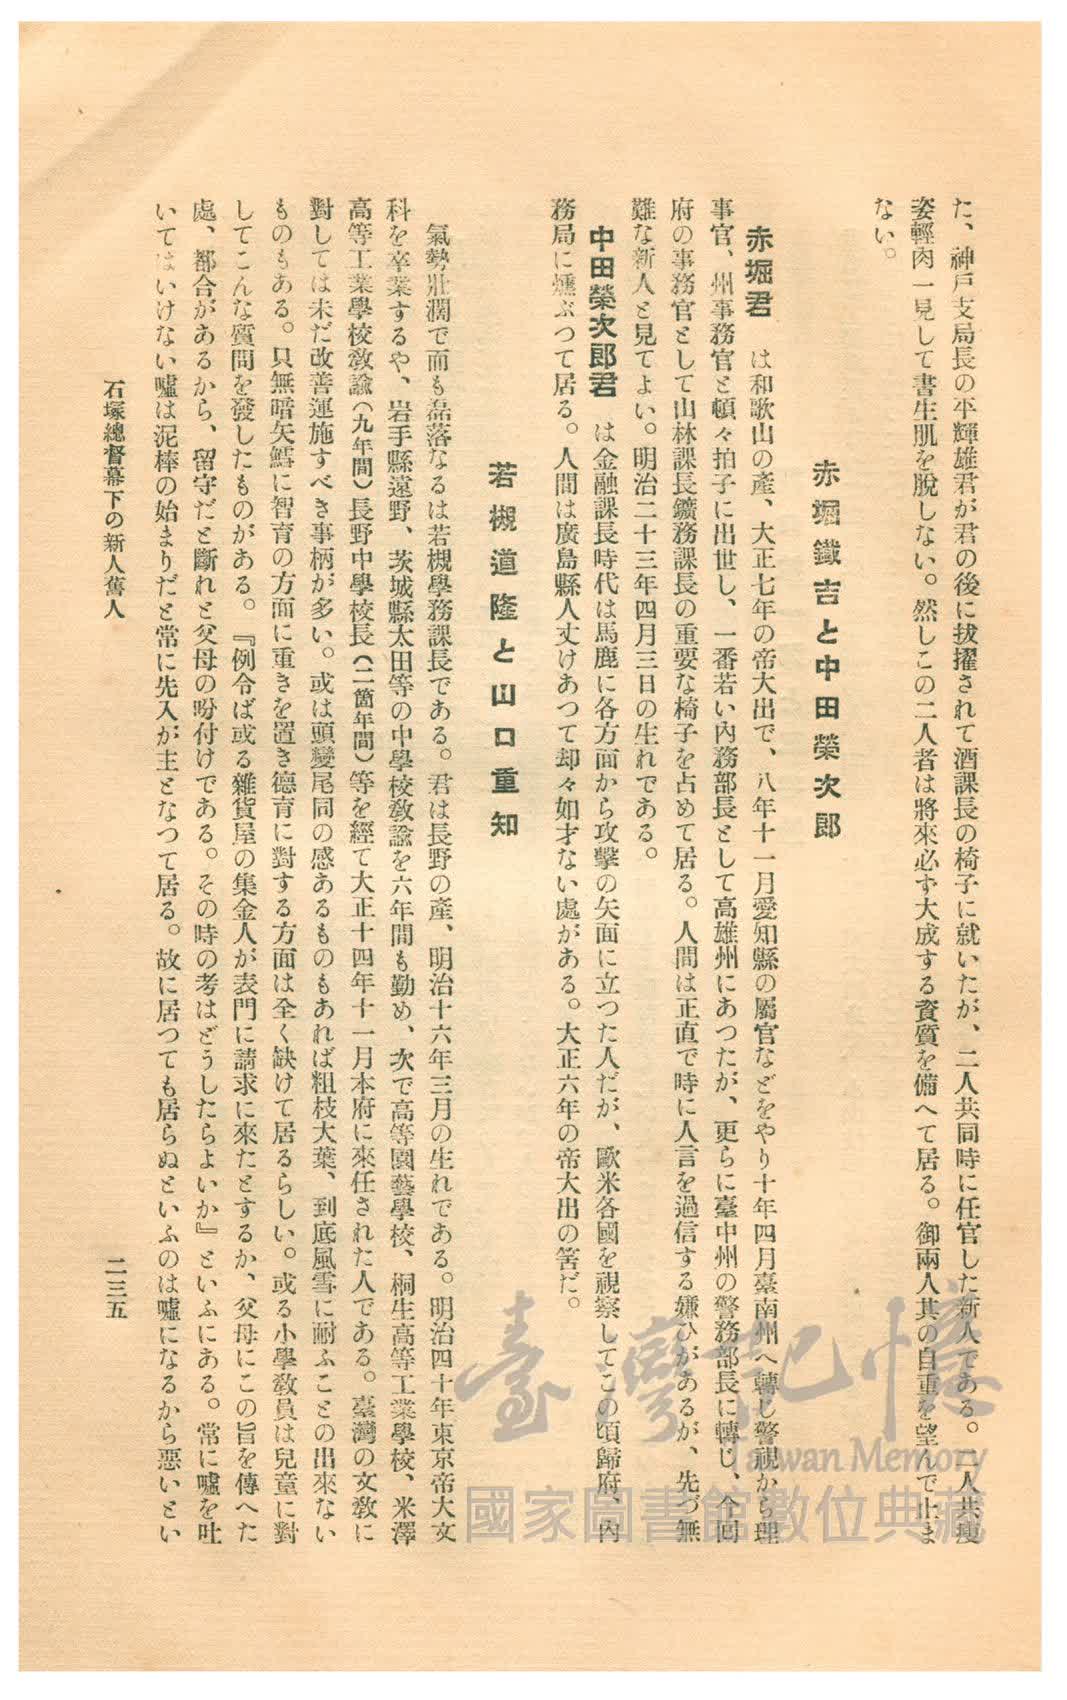 た、神戸支局長の平輝雄君が君の後に拔擢されて酒課長の椅子に就いたが、二人共同時に任官した新人である。二人共痩
姿輕肉一見して書生肌を脫しない。然しこの二人者は將來必ず大成する資質を備へて居る。御兩人其の自重を望んで止ま
ない。
赤堀鐵吉と中田榮次郎
赤堀君 は和歌山の產、大正七年の帝大出で、八年十一月愛知縣の屬官などをやり十年四月臺南州へ轉じ警視から理
事官、州事務官と頓々拍子に出世し、一番若い內務部長として高雄州にあつたが、更らに臺中州の警務部長に轉じ、今回
府の事務官として山林課長鑛務課長の重要な椅子を占めて居る。人間は正直で時に人言を過信する嫌ひがあるが、先づ無
難な新人と見てよい。明治二十三年四月三日の生れである。
中田榮次郎君 は金融課長時代は馬鹿に各方面から攻擊の矢面に立つた人だが、歐米各國を視察してこの頃歸府、內
務局に燻ぶつて居る。人間は廣島縣人丈けあつて却々如才ない處がある。大正六年の帝大出の筈だ。
若槻道隆と山口重知
氣勢壯濶で而も磊落なるは若槻學務課長である。君は長野の產、明治十六年三月の生れである。明治四十年東京帝大文
科を卒業するや、岩手縣遠野、茨城縣太田等の中學校敎諭を六年間も勤め、次で高等園藝學校、桐生高等工業學校、米澤
高等工業學校敎諭(九年間)長野中學校長(二箇年間)等を經て大正十四年十一月本府に來任された人である。臺灣の文敎に
對しては未だ改善運施すべき事柄が多い。或は頭變尾同の感あるものもあれば粗枝大葉、到底風雪に耐ふことの出來ない
ものもある。只無暗矢鱈に智育の方面に重きを置き德育に對する方面は全く缺けて居るらしい。或る小學敎員は兒童に對
してこんな質問を發したものがある。『例令ば或る雜貨屋の集金人が表門に請求に來たとするか、父母にこの旨を傳へた
處、都合があるから、留守だと斷れと父母の吩付けである。その時の考はどうしたらよいか』といふにある。常に噓を吐
いてはいけない噓は泥棒の始まりだと常に先入が主となつて居る。故に居つても居らぬといふのは噓になるから惡いとい
石塚總督幕下の新人舊人
二三五
臺灣記憶
Taiwan Memory
國家圖書館數位典藏